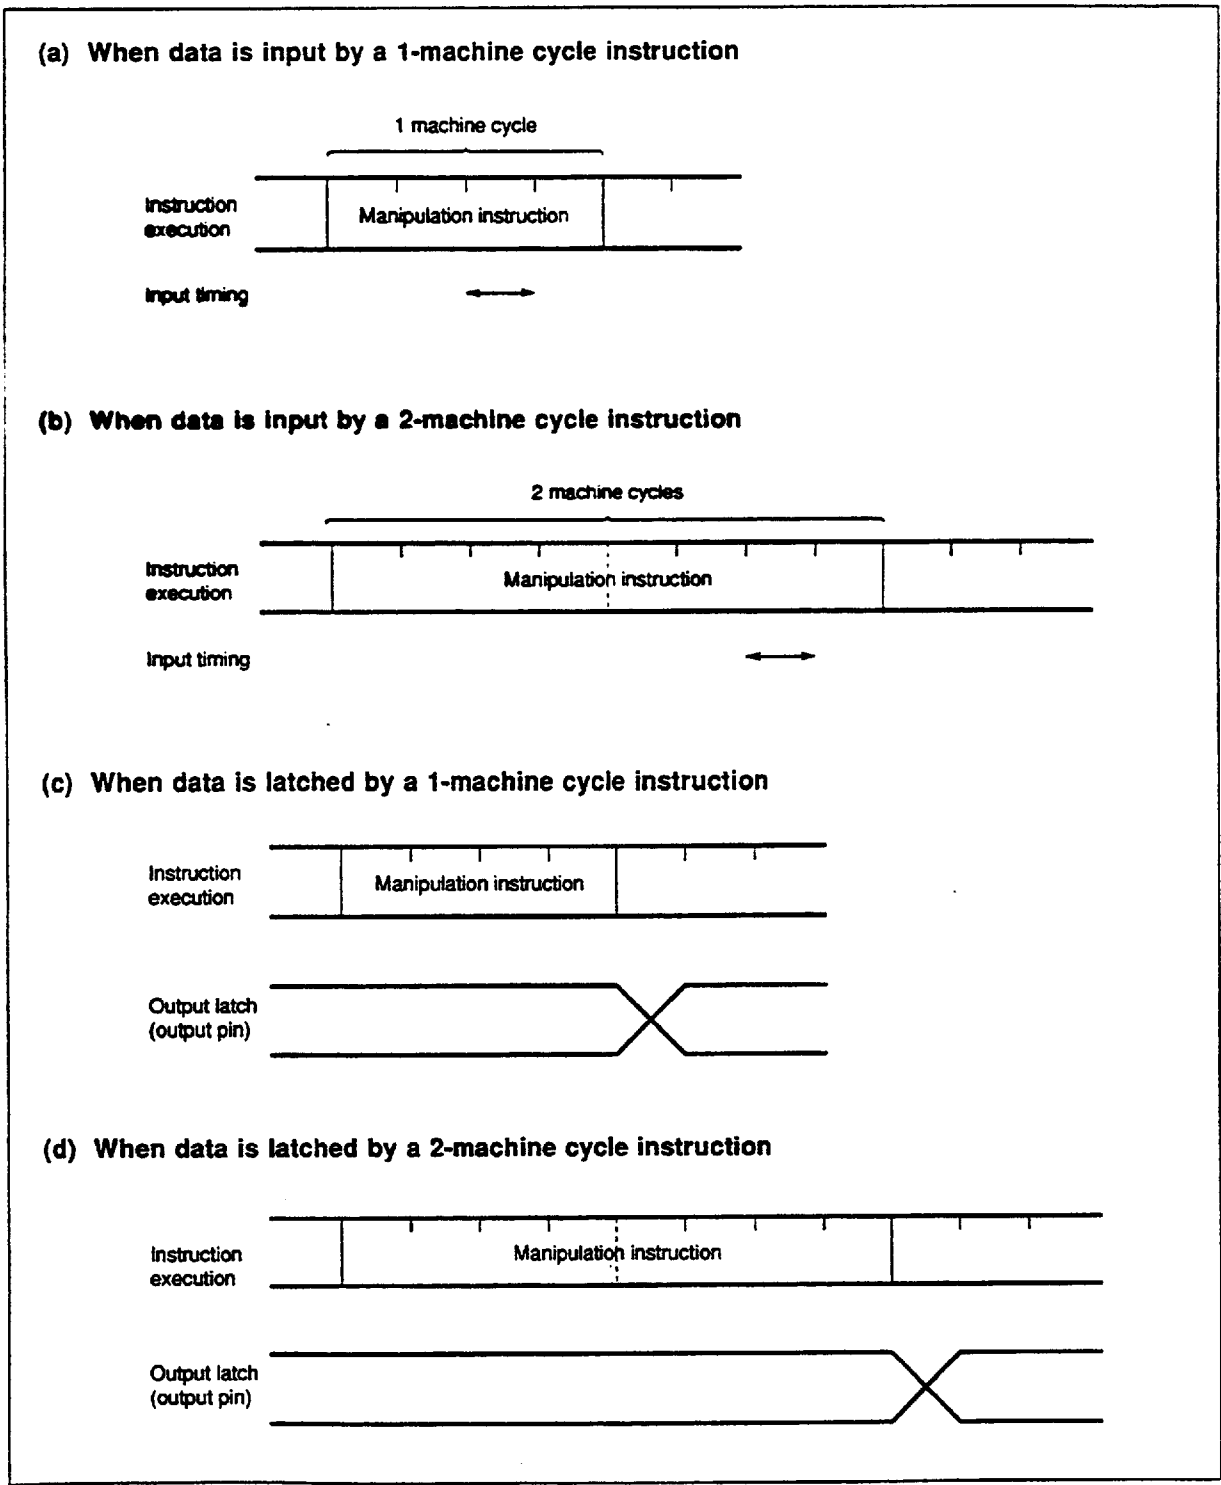 (a) When data is input by a 1-machine cycle instruction
1 machine cycle
Instruction
execution
Manipulation instruction
Input timing
(b) When data is input by a 2-machine cycle instruction
2 machine cycles
Instruction
execution
Manipulation instruction
Input timing
(c) When data is latched by a 1-machine cycle instruction
Instruction
execution
Manipulation instruction
Output latch
(output pin)
(d) When data is latched by a 2-machine cycle instruction
Instruction
execution
Manipulation instruction
Output latch
(output pin)